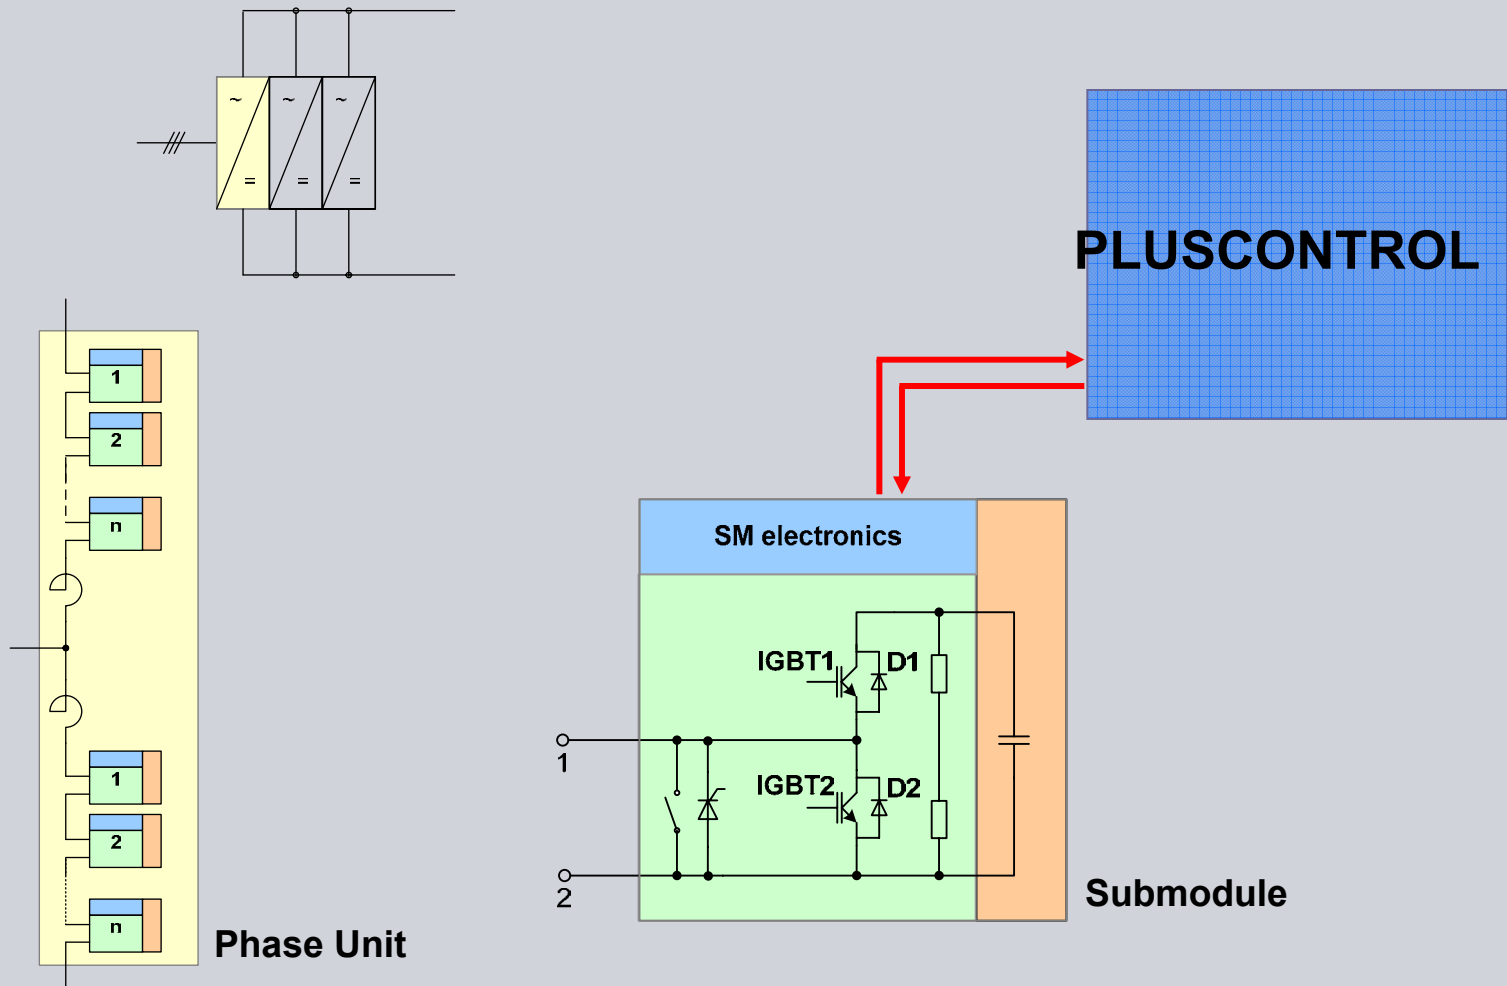 ~ ~ ~
= = =
PLUSCONTROL
1
2
n
1
2
n
Phase Unit
SM electronics
IGBT1 D1
1
IGBT2 D2
2
Submodule